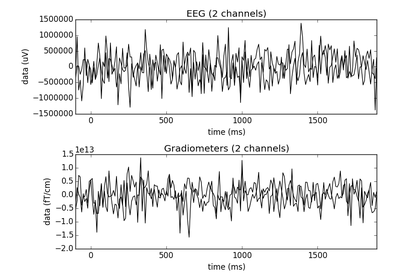 EEG (2 channels)
1500000
1000000
500000
0
−500000
−1000000
−1500000
data (uV)
0 500 1000 1500
time (ms)
1e13
Gradiometers (2 channels)
1.5
1.0
0.5
0.0
−0.5
−1.0
−1.5
−2.0
data (fT/cm)
0 500 1000 1500
time (ms)